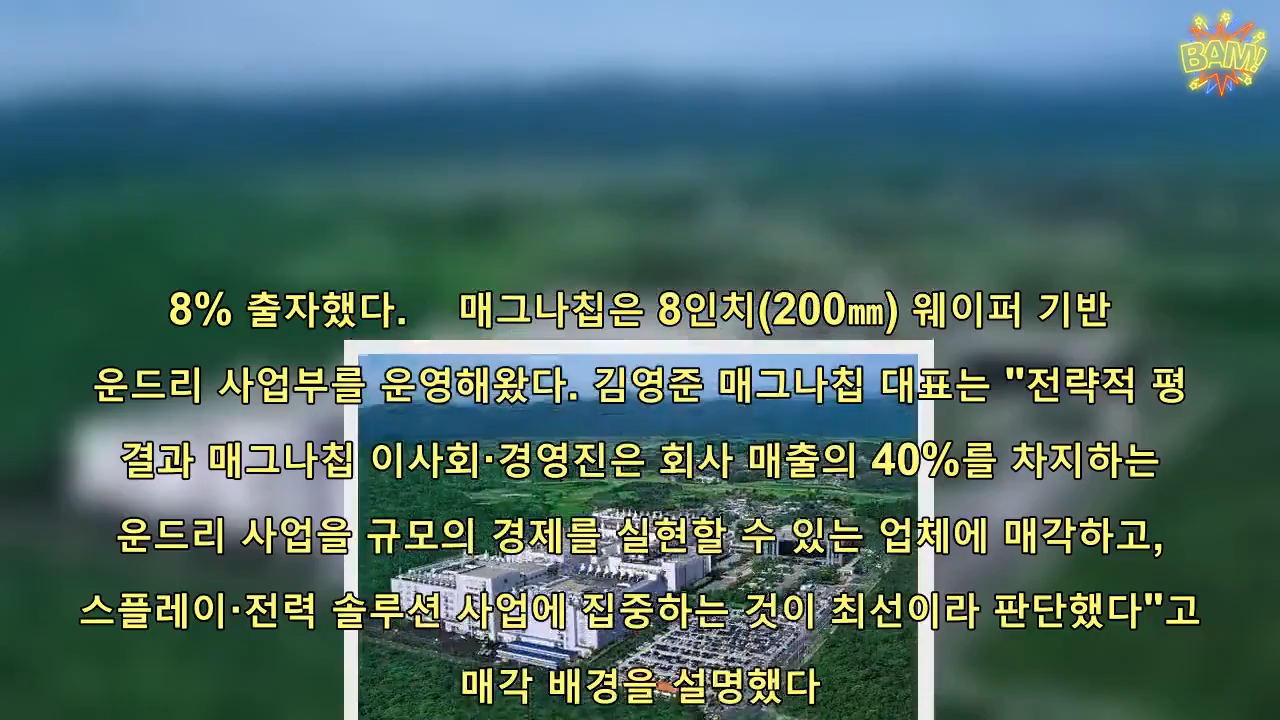 BAM!
8% 출자했다. 매그나칩은 8인치(200㎜) 웨이퍼 기반
운드리 사업부를 운영해왔다. 김영준 매그나칩 대표는 "전략적 평
결과 매그나칩 이사회·경영진은 회사 매출의 40%를 차지하는
운드리 사업을 규모의 경제를 실현할 수 있는 업체에 매각하고,
스플레이·전력 솔루션 사업에 집중하는 것이 최선이라 판단했다"고
매각 배경을 설명했다